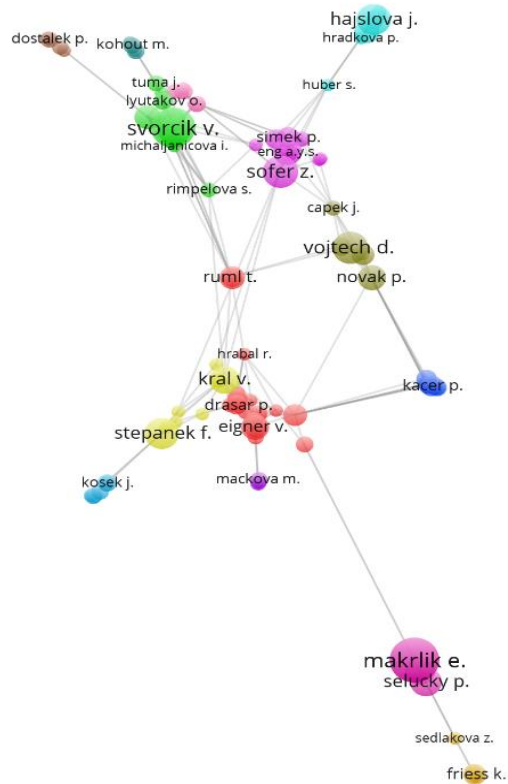 hajslova j.
dostalek p.
kohout m.
hradkova p.
tuma j.
huber s.
lyutakov o.
svorcik v.
simek p.
michaljanicova i.
eng a.y.s.
sofer z.
rimpelova s.
capek j.
vojtech d.
ruml t.
novak p.
hrabal r.
kral v.
kacer p.
drasar p.
eigner v.
stepanek f.
mackova m.
kosek j.
makrlik e.
selucky p.
sedlakova z.
friess k.